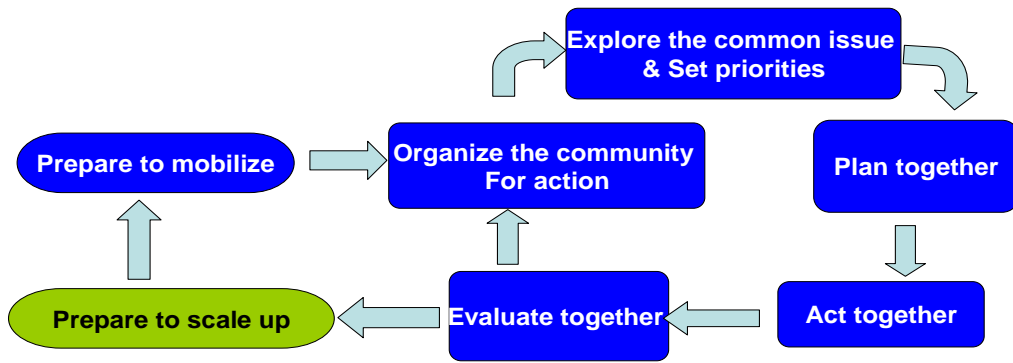 Explore the common issue
& Set priorities
Prepare to mobilize
Organize the community
For action
Plan together
Prepare to scale up
Evaluate together
Act together